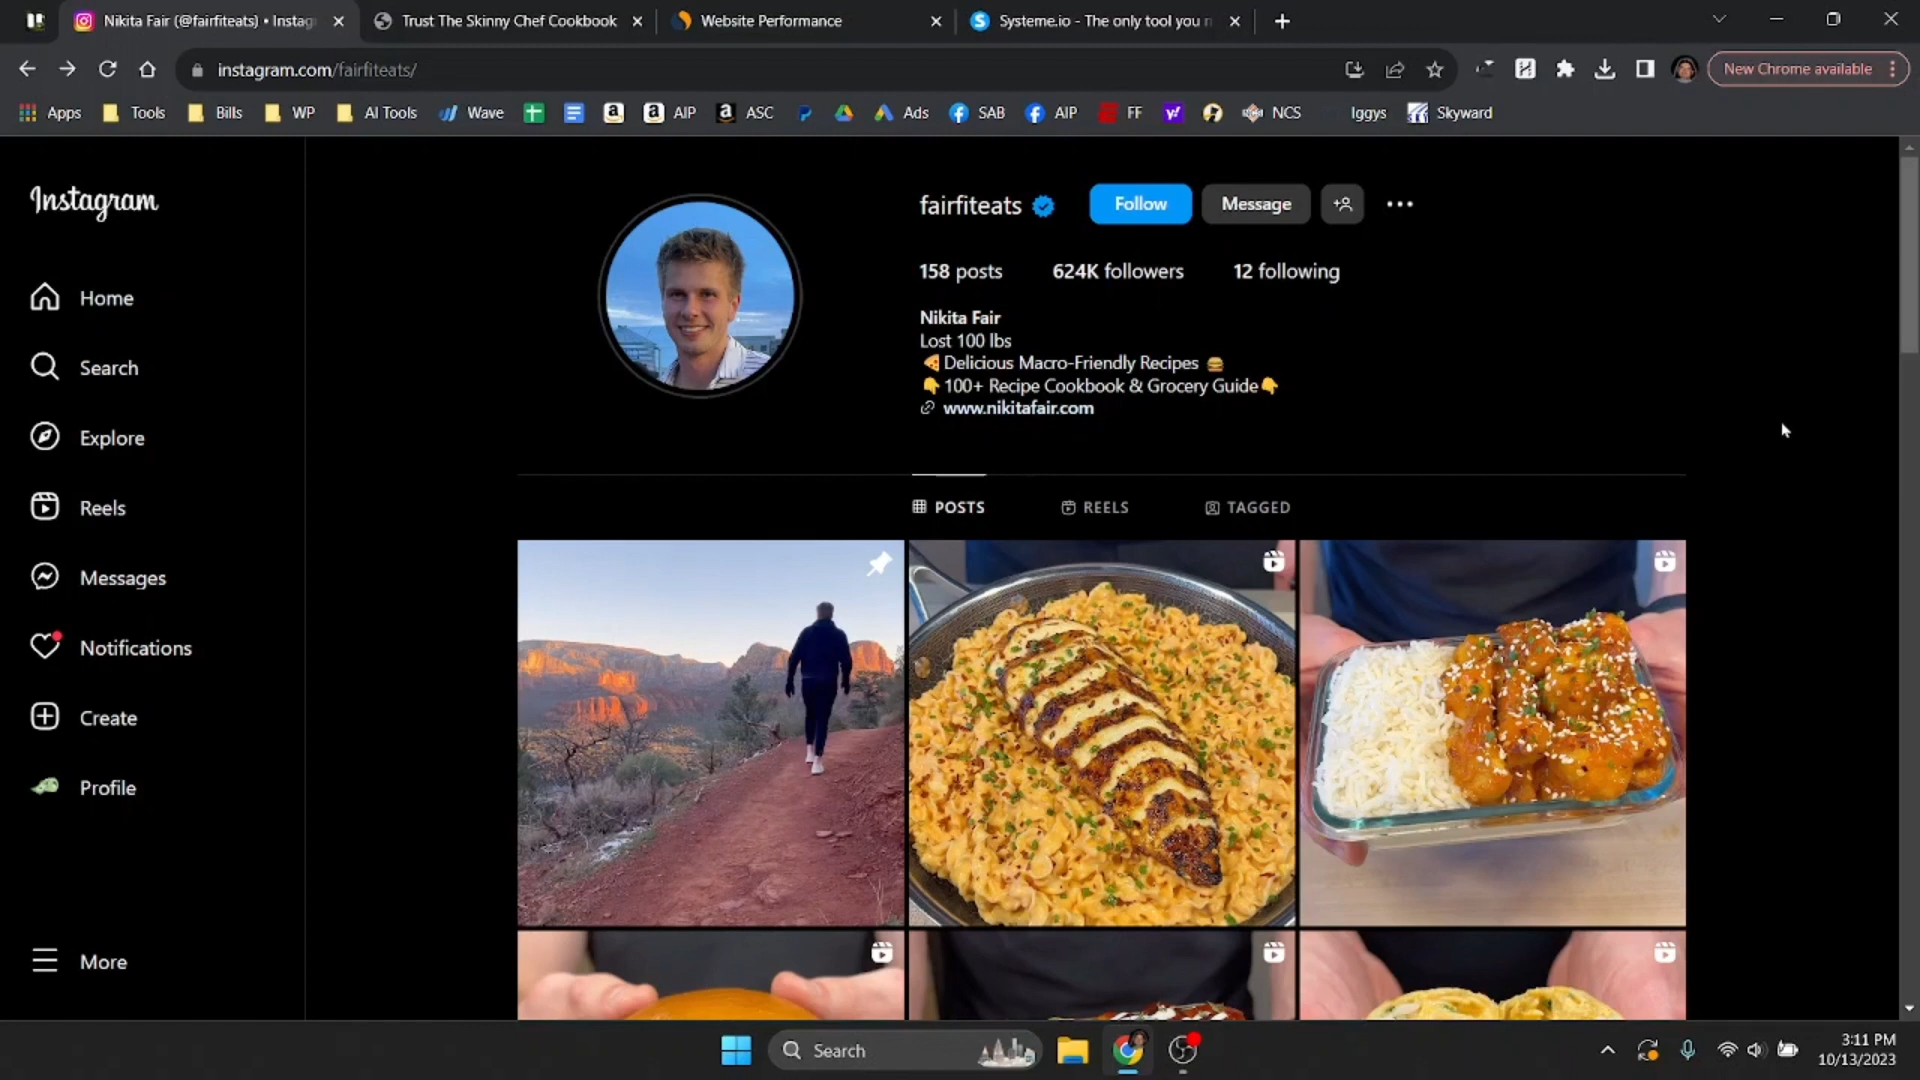 Nikita Fair (@fairfiteats) • Instag
Trust The Skinny Chef Cookbook
Website Performance
Systeme.io - The only tool you n
instagram.com/fairfiteats/
New Chrome available
Apps
Tools
Bills
WP
AI Tools
Wave
AIP
ASC
Ads
SAB
AIP
FF
NCS
Iggys
Skyward
Instagram
Home
Search
Explore
Reels
Messages
Notifications
Create
Profile
More
fairfiteats
Follow
Message
158 posts
624K followers
12 following
Nikita Fair
Lost 100 lbs
🍕Delicious Macro-Friendly Recipes 🍔
👇100+ Recipe Cookbook & Grocery Guide👇
www.nikitafair.com
POSTS
REELS
TAGGED
Search
3:11 PM
10/13/2023